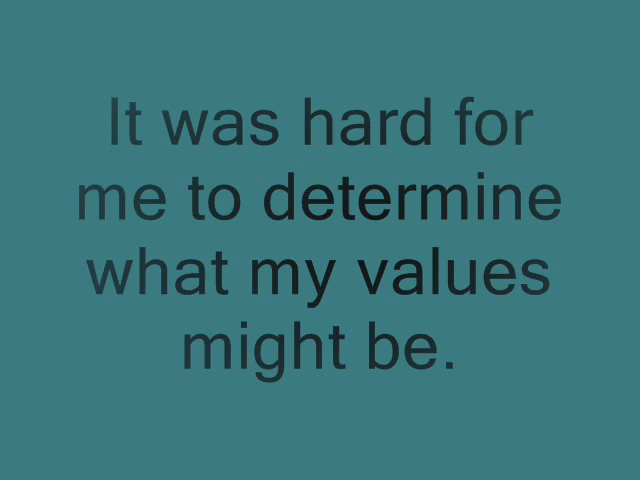 It was hard for
me to determine
what my values
might be.